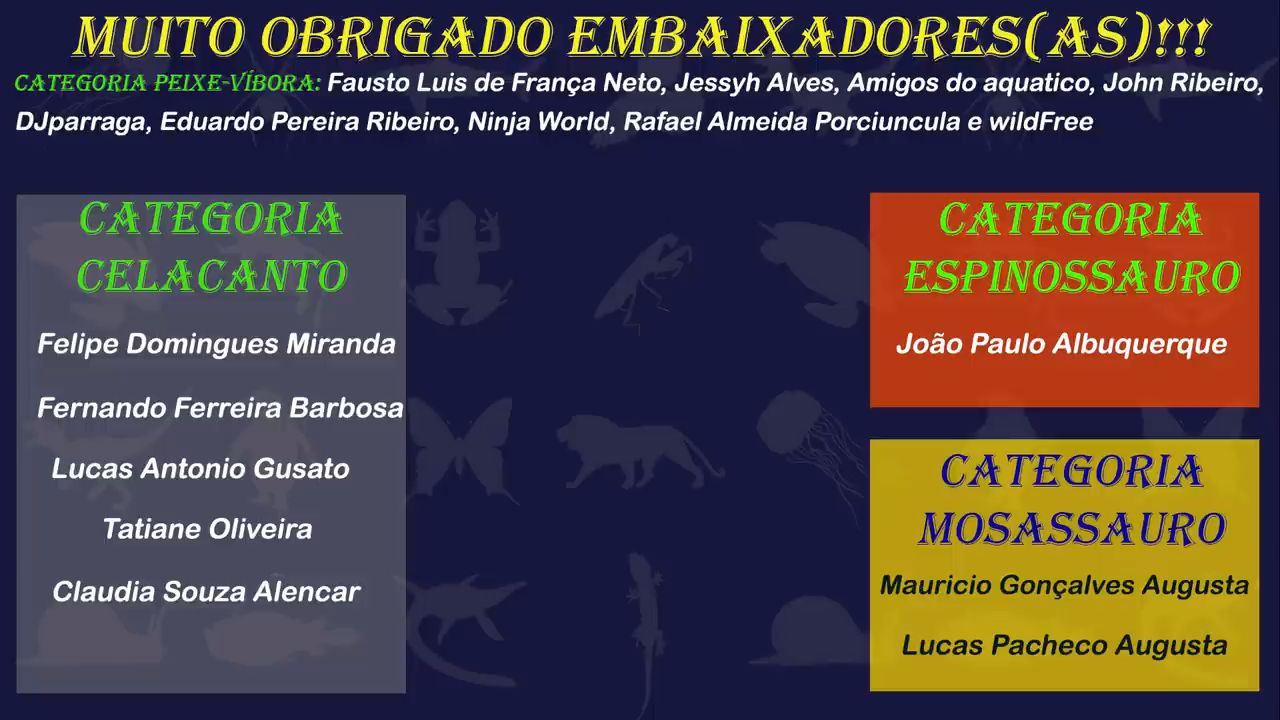 MUITO OBRIGADO EMBAIXADORES(AS)!!!
CATEGORIA PEIXE-VÍBORA: Fausto Luis de França Neto, Jessyh Alves, Amigos do aquatico, John Ribeiro,
DJparraga, Eduardo Pereira Ribeiro, Ninja World, Rafael Almeida Porciuncula e wildFree
CATEGORIA
CELACANTO
Felipe Domingues Miranda
Fernando Ferreira Barbosa
Lucas Antonio Gusato
Tatiane Oliveira
Claudia Souza Alencar
CATEGORIA
ESPINOSSAURO
João Paulo Albuquerque
CATEGORIA
MOSASSAURO
Mauricio Gonçalves Augusta
Lucas Pacheco Augusta